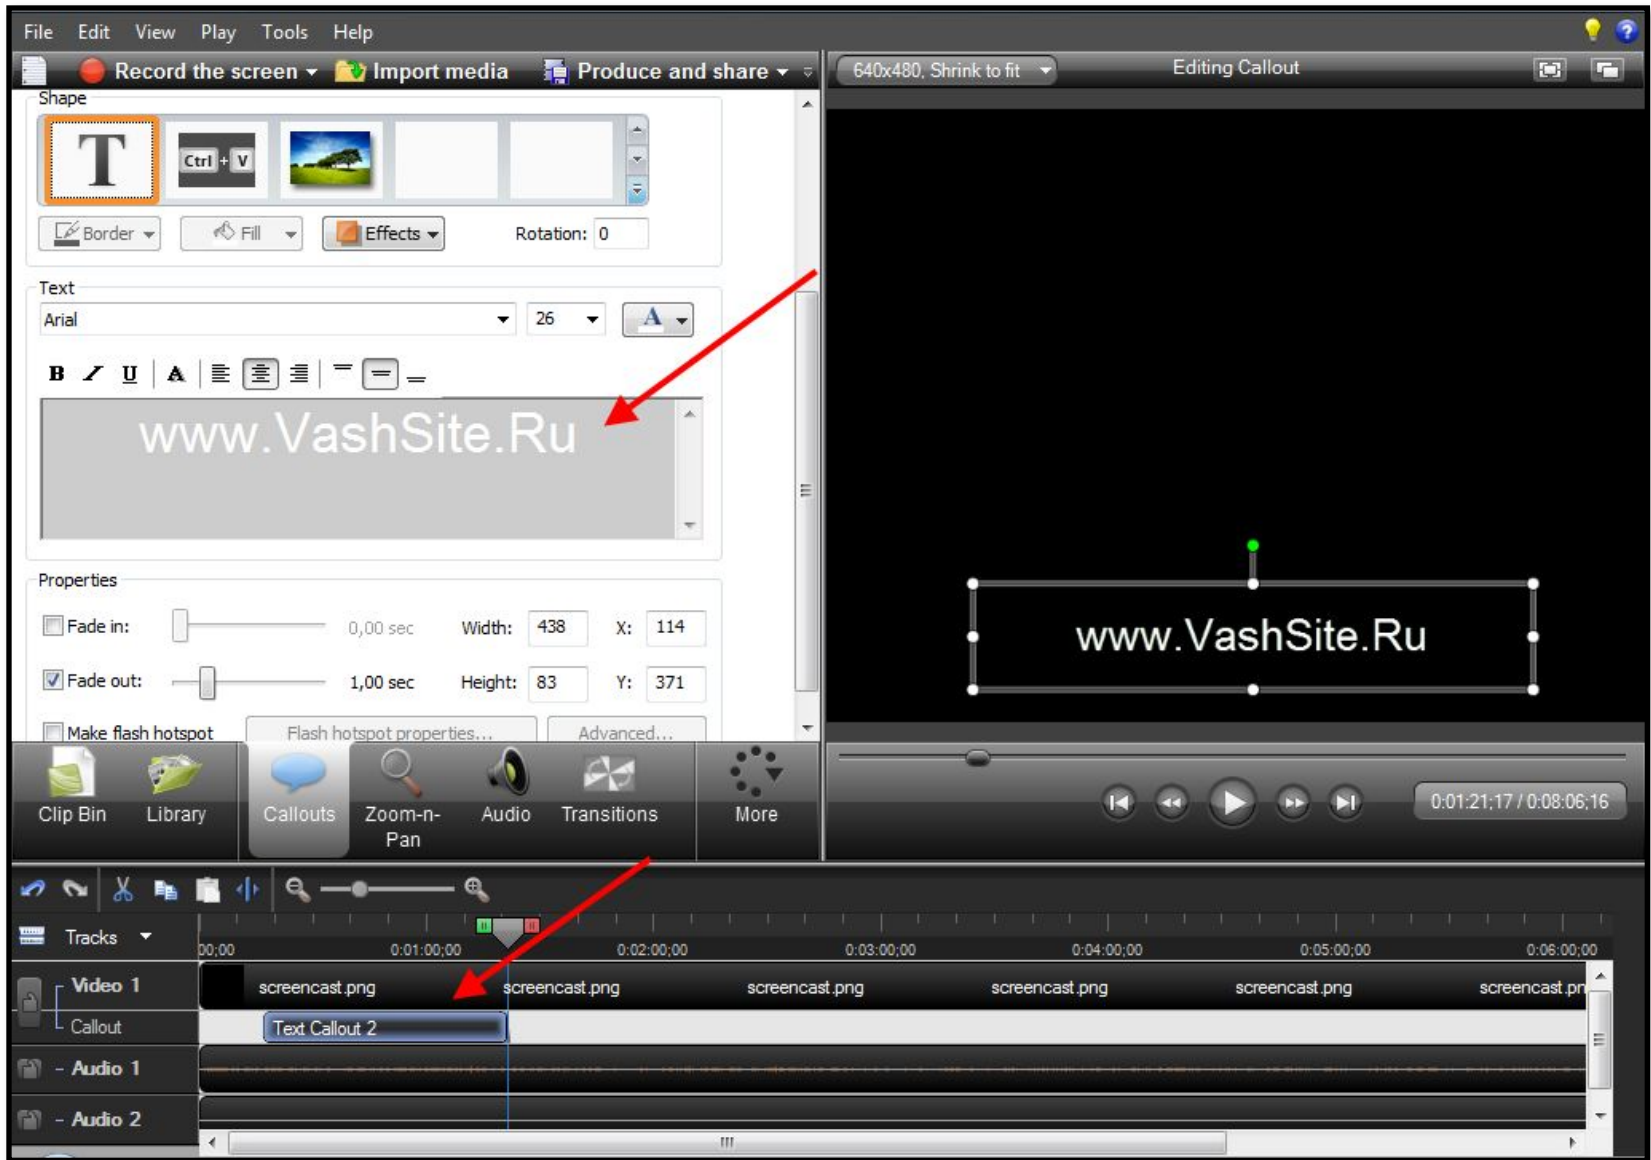 File Edit View Play Tools Help
Record the screen Import media Produce and share
640x480, Shrink to fit Editing Callout
Shape
T Ctrl + V
Border Fill Effects Rotation: 0
Text
Arial 26 A
B I U A
www.VashSite.Ru
Properties
Fade in: 0,00 sec Width: 438 X: 114
Fade out: 1,00 sec Height: 83 Y: 371
Make flash hotspot Flash hotspot properties... Advanced...
www.VashSite.Ru
Clip Bin Library Callouts Zoom-n-Pan Audio Transitions More
0:01:21;17 / 0:08:06;16
Tracks 00;00 0:01:00;00 0:02:00;00 0:03:00;00 0:04:00;00 0:05:00;00 0:06:00;00
Video 1 screencast.png screencast.png screencast.png screencast.png screencast.png screencast.pn
Callout Text Callout 2
- Audio 1
- Audio 2